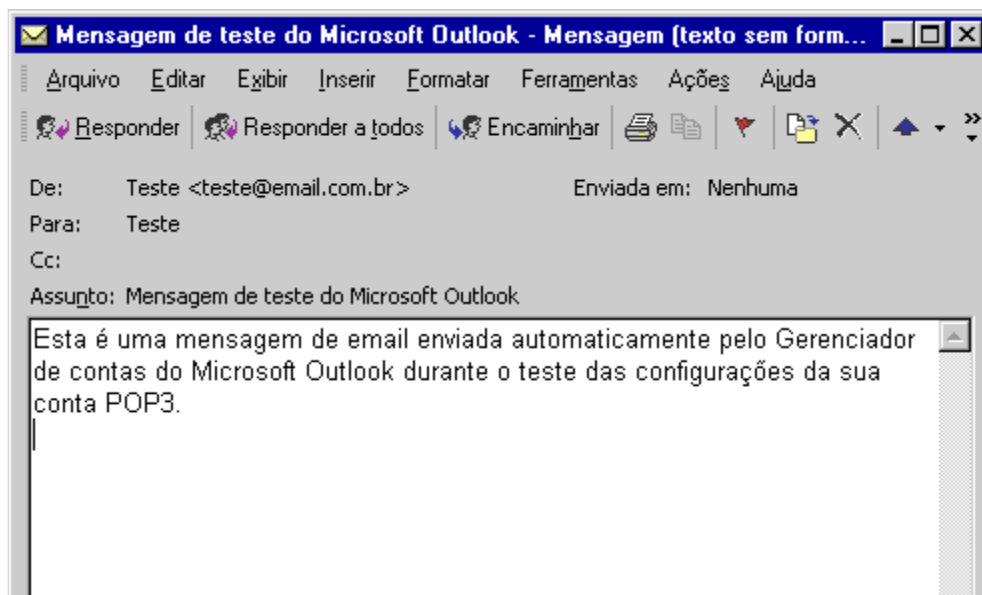 Mensagem de teste do Microsoft Outlook - Mensagem (texto sem form...
Arquivo Editar Exibir Inserir Formatar Ferramentas Ações Ajuda
Responder Responder a todos Encaminhar
De: Teste <teste@email.com.br> Enviada em: Nenhuma
Para: Teste
Cc:
Assunto: Mensagem de teste do Microsoft Outlook
Esta é uma mensagem de email enviada automaticamente pelo Gerenciador
de contas do Microsoft Outlook durante o teste das configurações da sua
conta POP3.